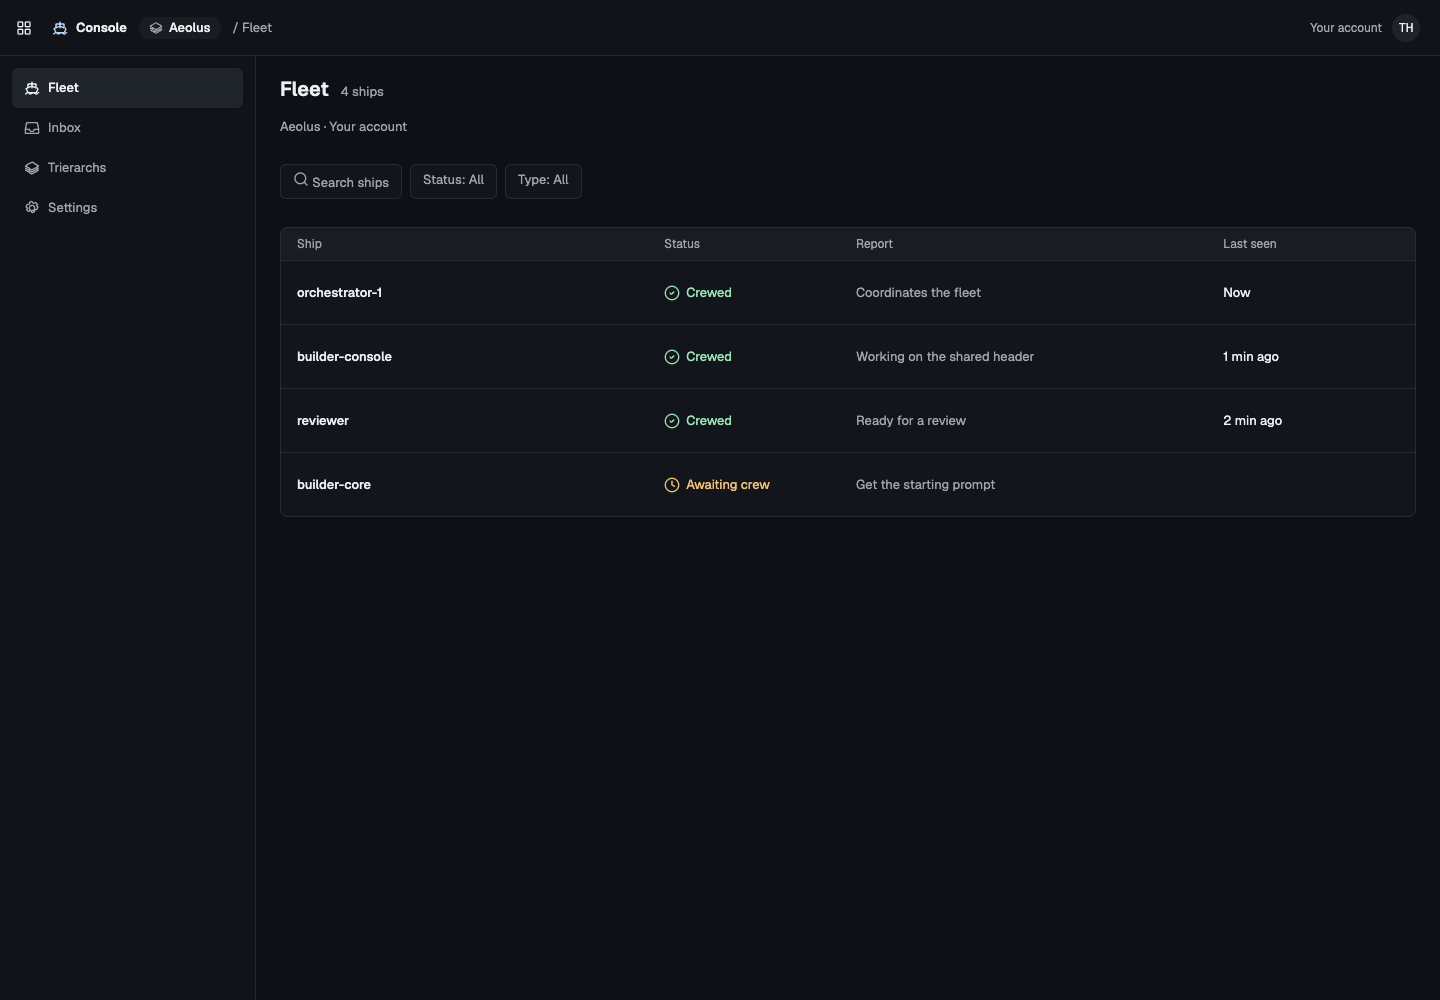 Console Aeolus / Fleet Your account TH
Fleet
Inbox
Trierarchs
Settings
Fleet 4 ships
Aeolus · Your account
Search ships Status: All Type: All
Ship Status Report Last seen
orchestrator-1 Crewed Coordinates the fleet Now
builder-console Crewed Working on the shared header 1 min ago
reviewer Crewed Ready for a review 2 min ago
builder-core Awaiting crew Get the starting prompt